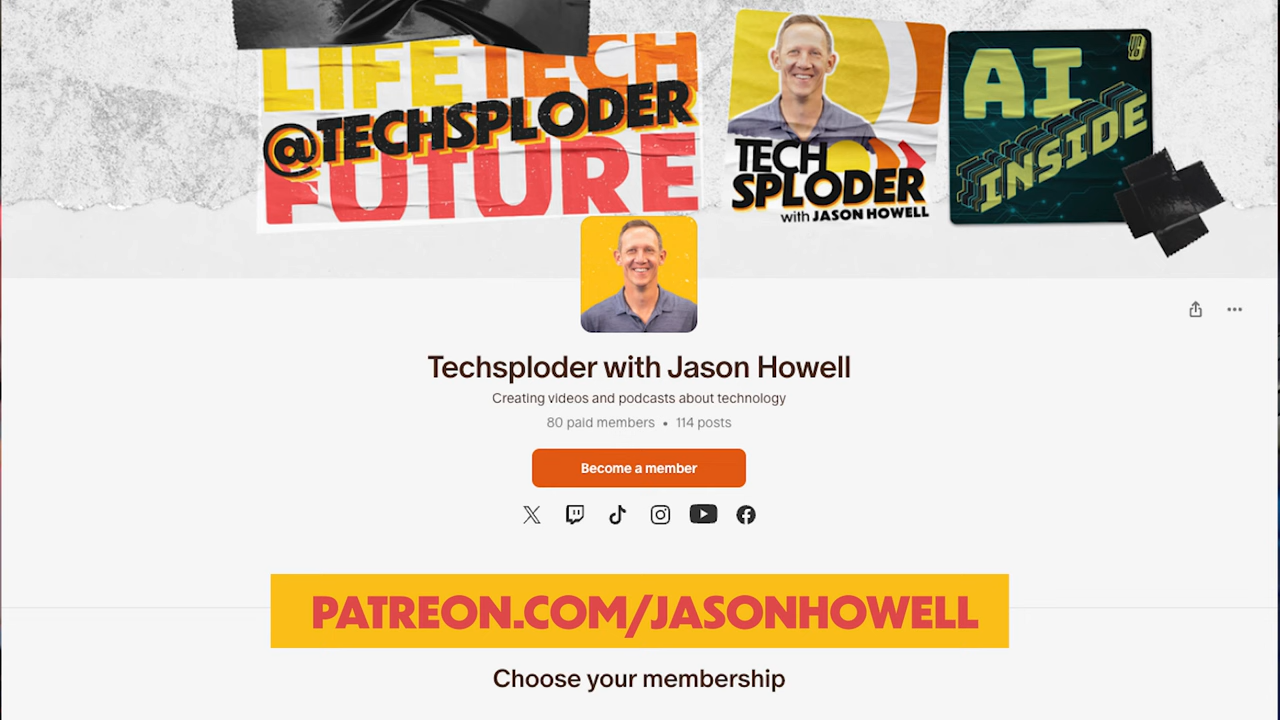 LIFE TECH
@TECHSPLODER
FUTURE
TECH
SPLODER
with JASON HOWELL
AI
INSIDE
Techsploder with Jason Howell
Creating videos and podcasts about technology
80 paid members • 114 posts
Become a member
PATREON.COM/JASONHOWELL
Choose your membership